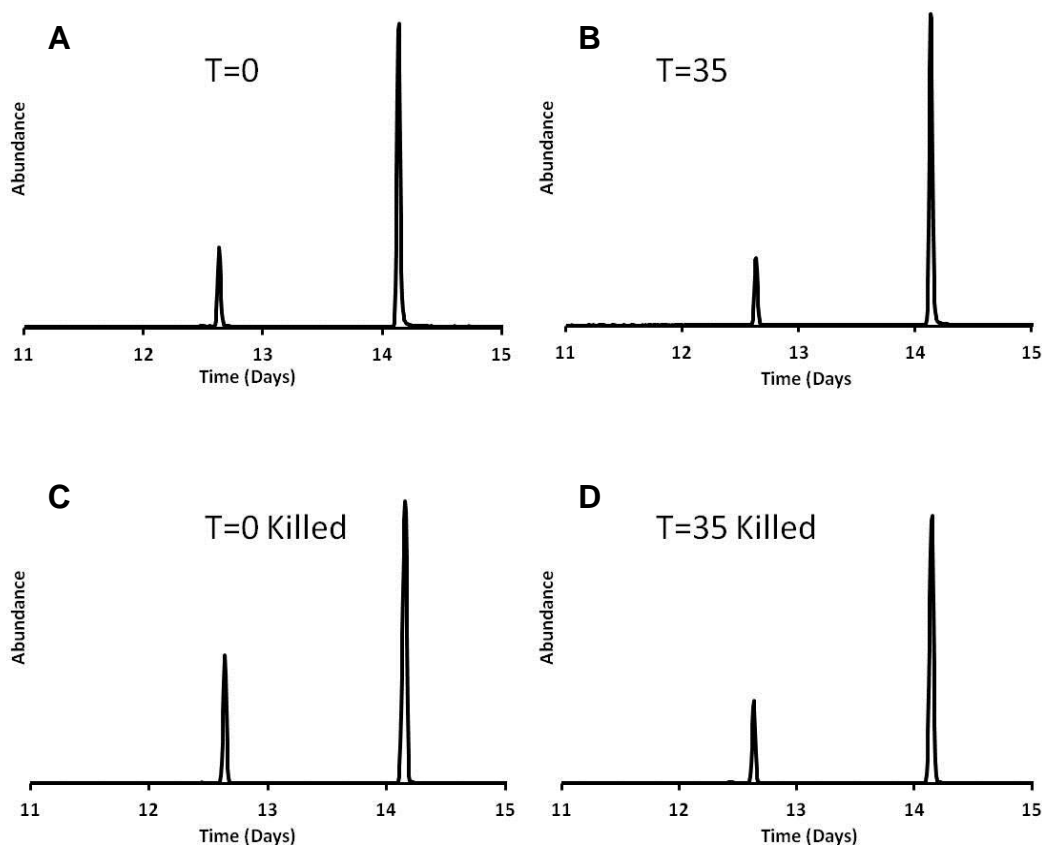 A
T=0
Abundance
11 12 13 14 15
Time (Days)
B
T=35
Abundance
11 12 13 14 15
Time (Days
C
T=0 Killed
Abundance
11 12 13 14 15
Time (Days)
D
T=35 Killed
Abundance
11 12 13 14 15
Time (Days)